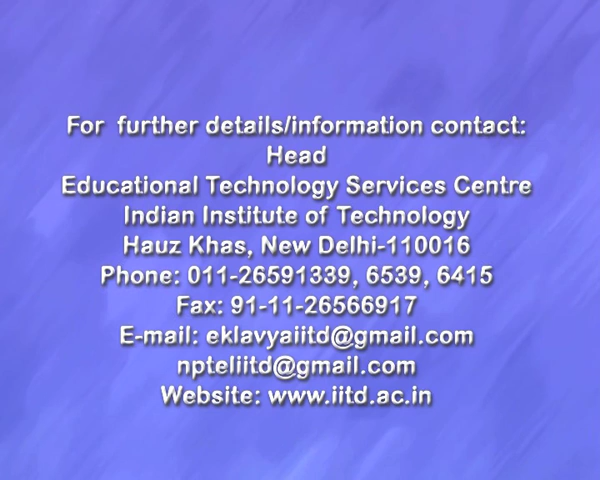 For further details/information contact:
Head
Educational Technology Services Centre
Indian Institute of Technology
Hauz Khas, New Delhi-110016
Phone: 011-26591339, 6539, 6415
Fax: 91-11-26566917
E-mail: eklavyaiitd@gmail.com
npteliitd@gmail.com
Website: www.iitd.ac.in